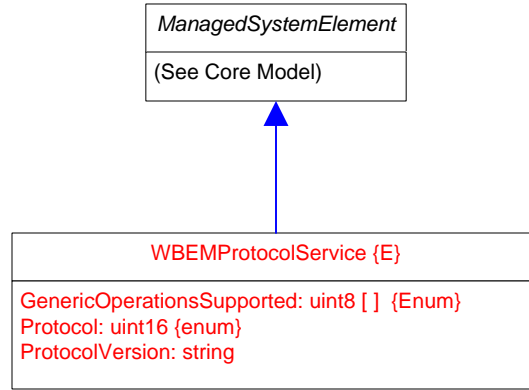 ManagedSystemElement
(See Core Model)
WBEMProtocolService {E}
GenericOperationsSupported: uint8 [ ]  {Enum}
Protocol: uint16 {enum}
ProtocolVersion: string